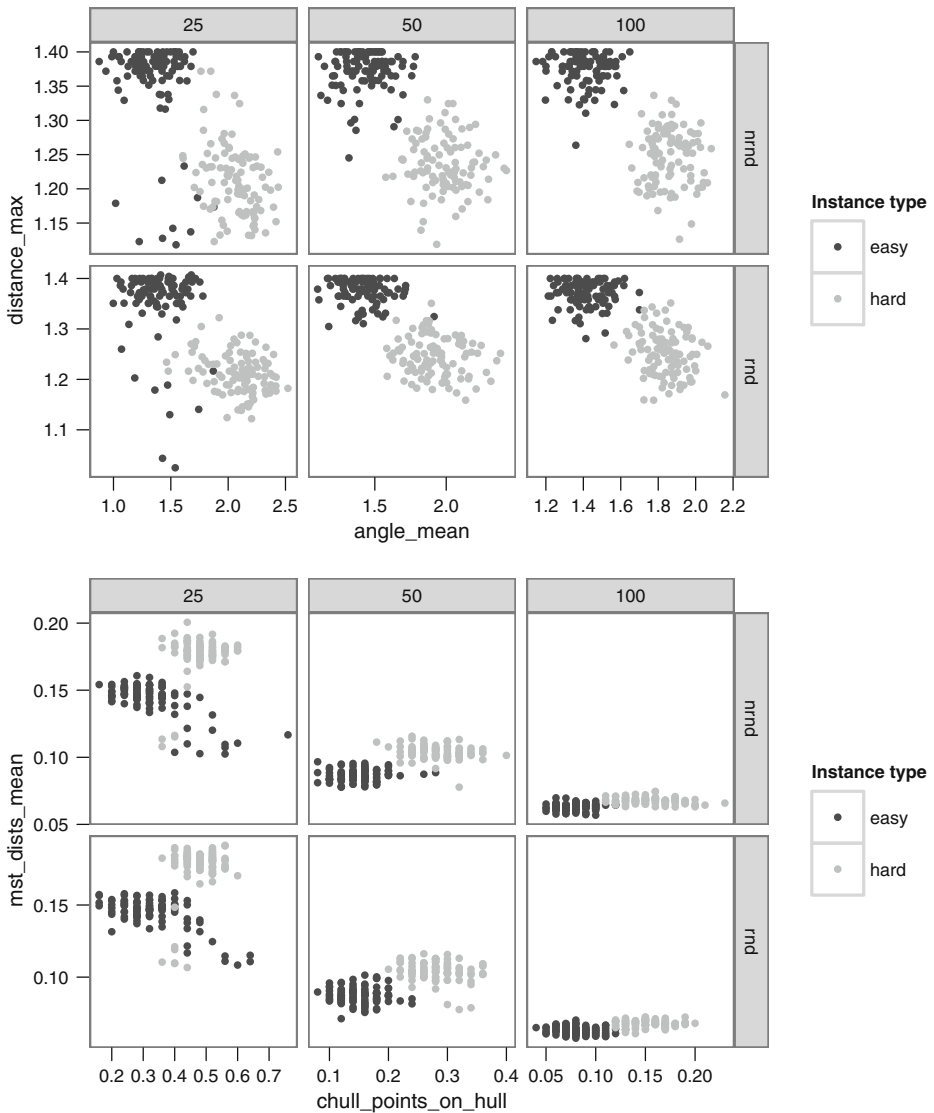 25 50 100
1.40
1.35
1.30
1.25
1.20
1.15
nrnd
distance_max
1.4
1.3
1.2
1.1
rnd
1.0 1.5 2.0 2.5 1.5 2.0 1.2 1.4 1.6 1.8 2.0 2.2
angle_mean
Instance type
easy
hard
25 50 100
0.20
0.15
0.10
0.05
nrnd
mst_dists_mean
0.15
0.10
rnd
0.2 0.3 0.4 0.5 0.6 0.7 0.1 0.2 0.3 0.4 0.05 0.10 0.15 0.20
chull_points_on_hull
Instance type
easy
hard